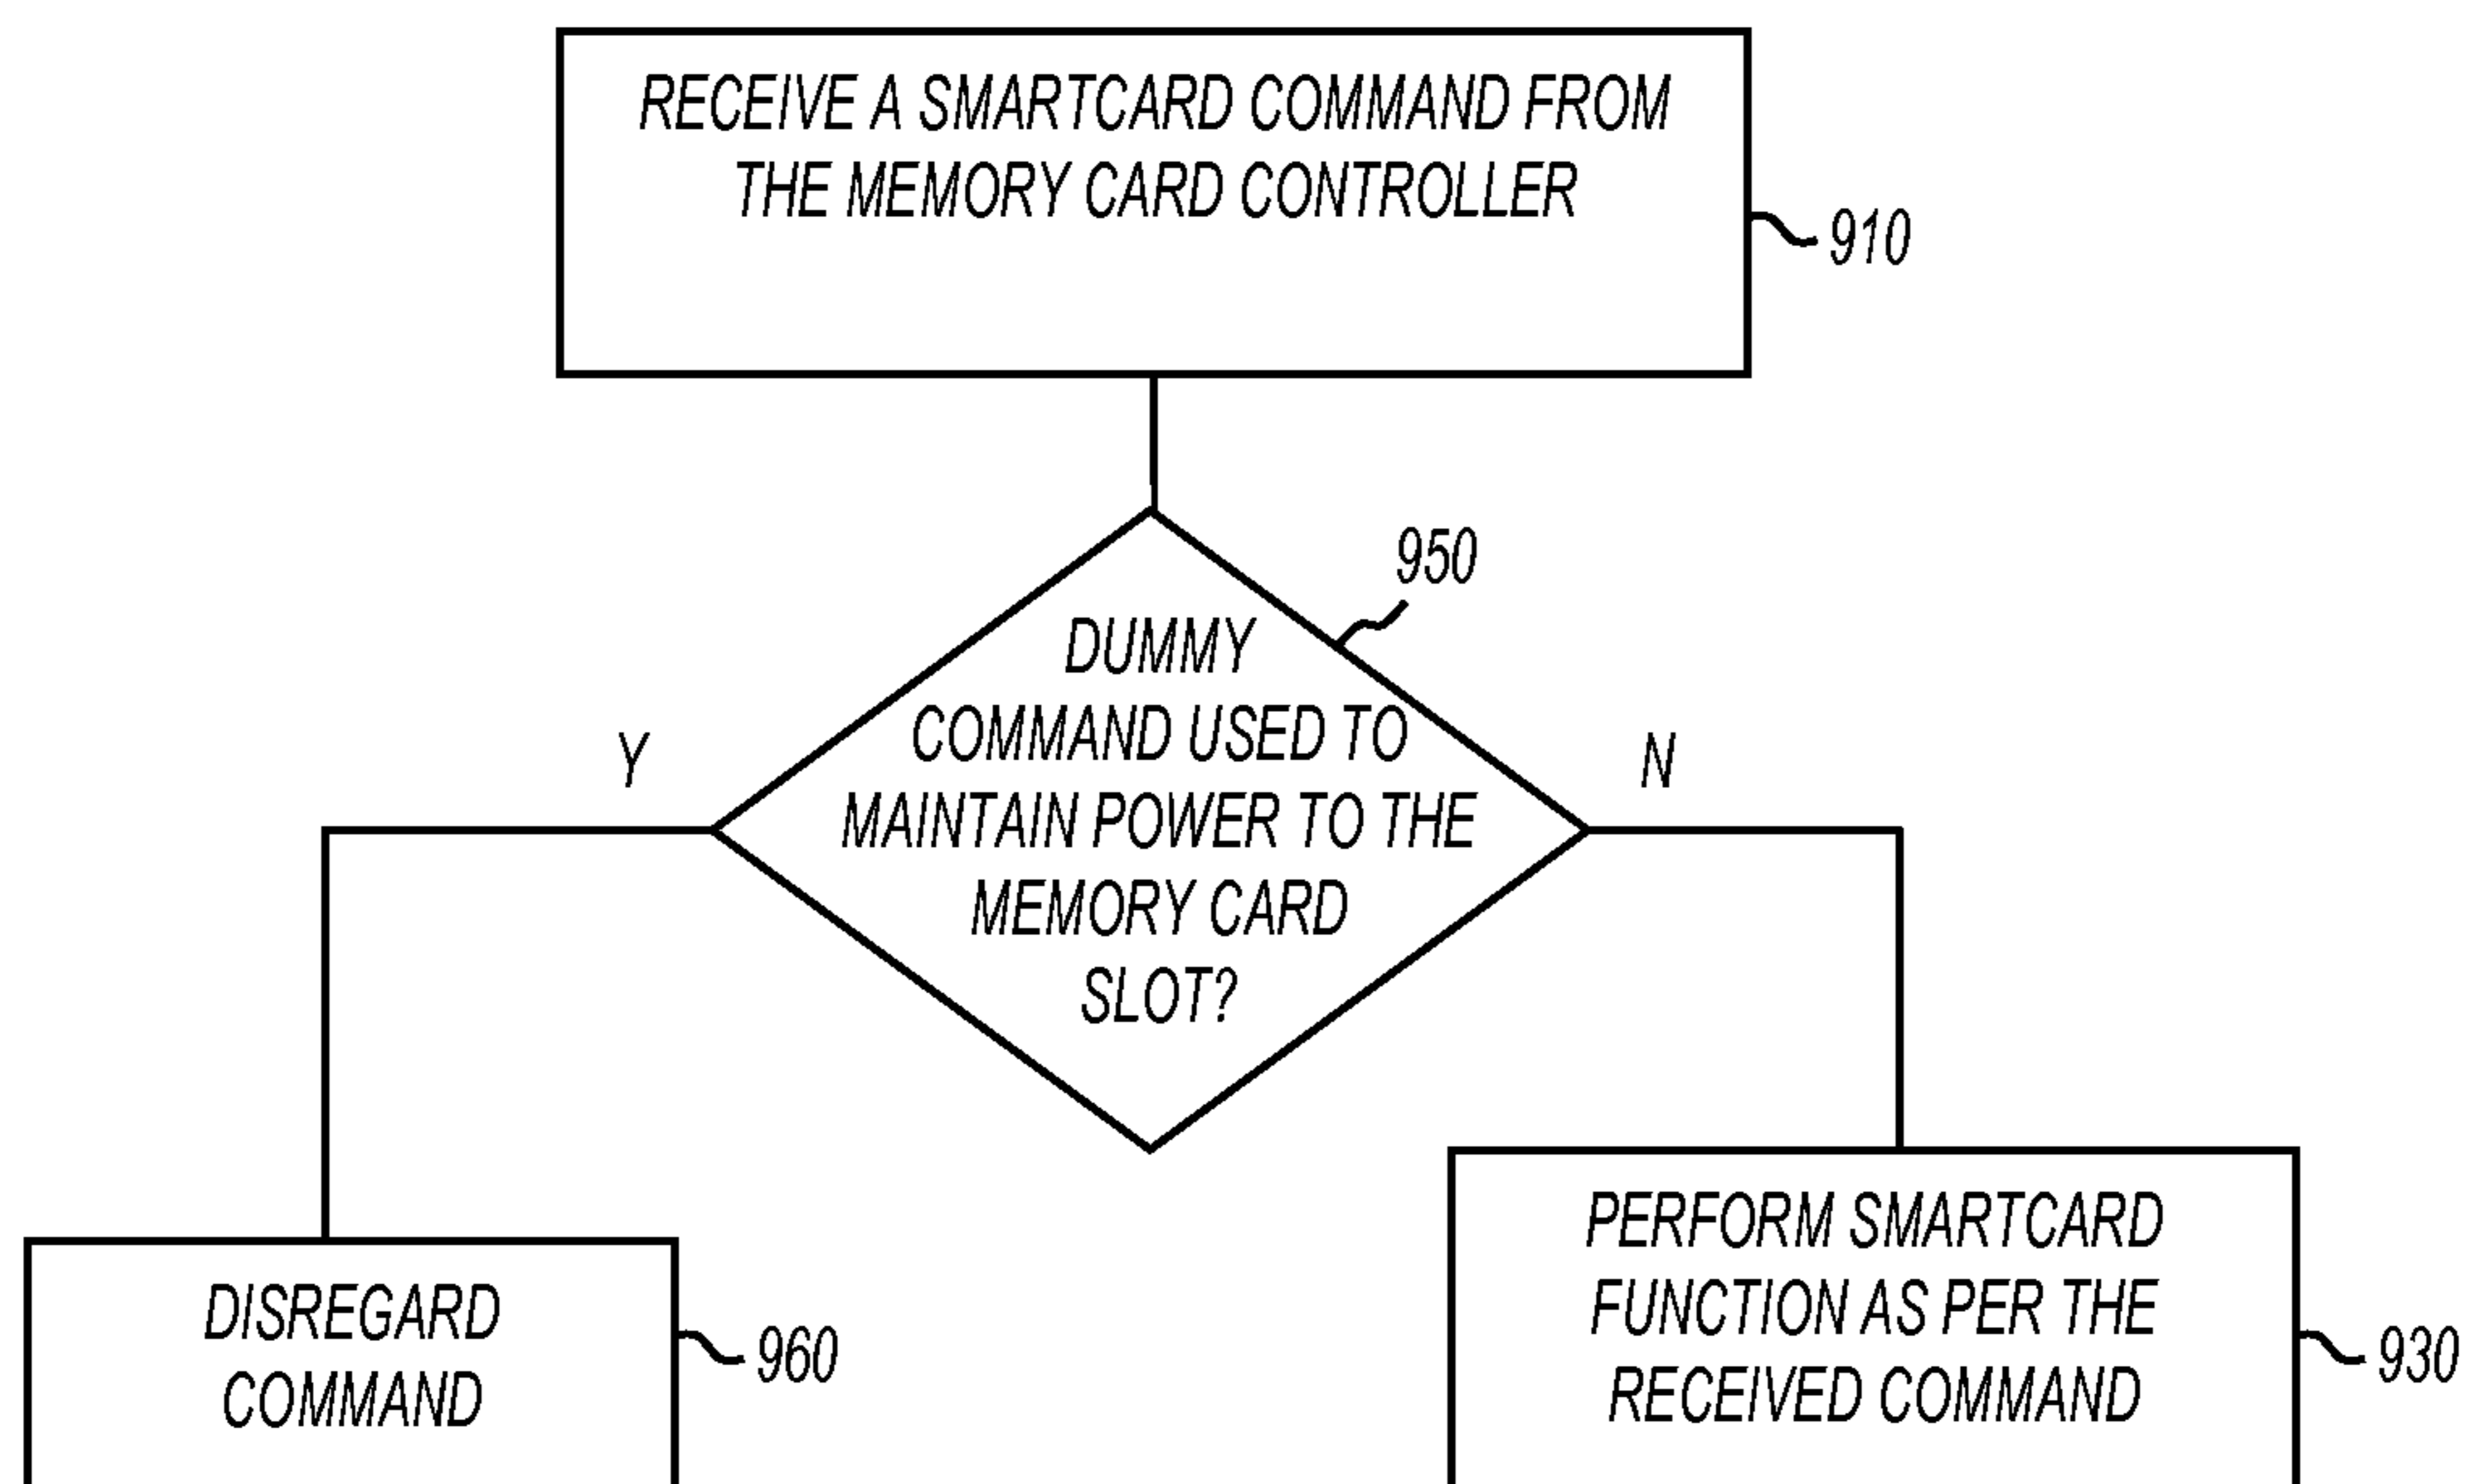 RECEIVE A SMARTCARD COMMAND FROM
THE MEMORY CARD CONTROLLER
910
950
DUMMY
COMMAND USED TO
MAINTAIN POWER TO THE
MEMORY CARD
SLOT?
Y
N
DISREGARD
COMMAND
960
PERFORM SMARTCARD
FUNCTION AS PER THE
RECEIVED COMMAND
930